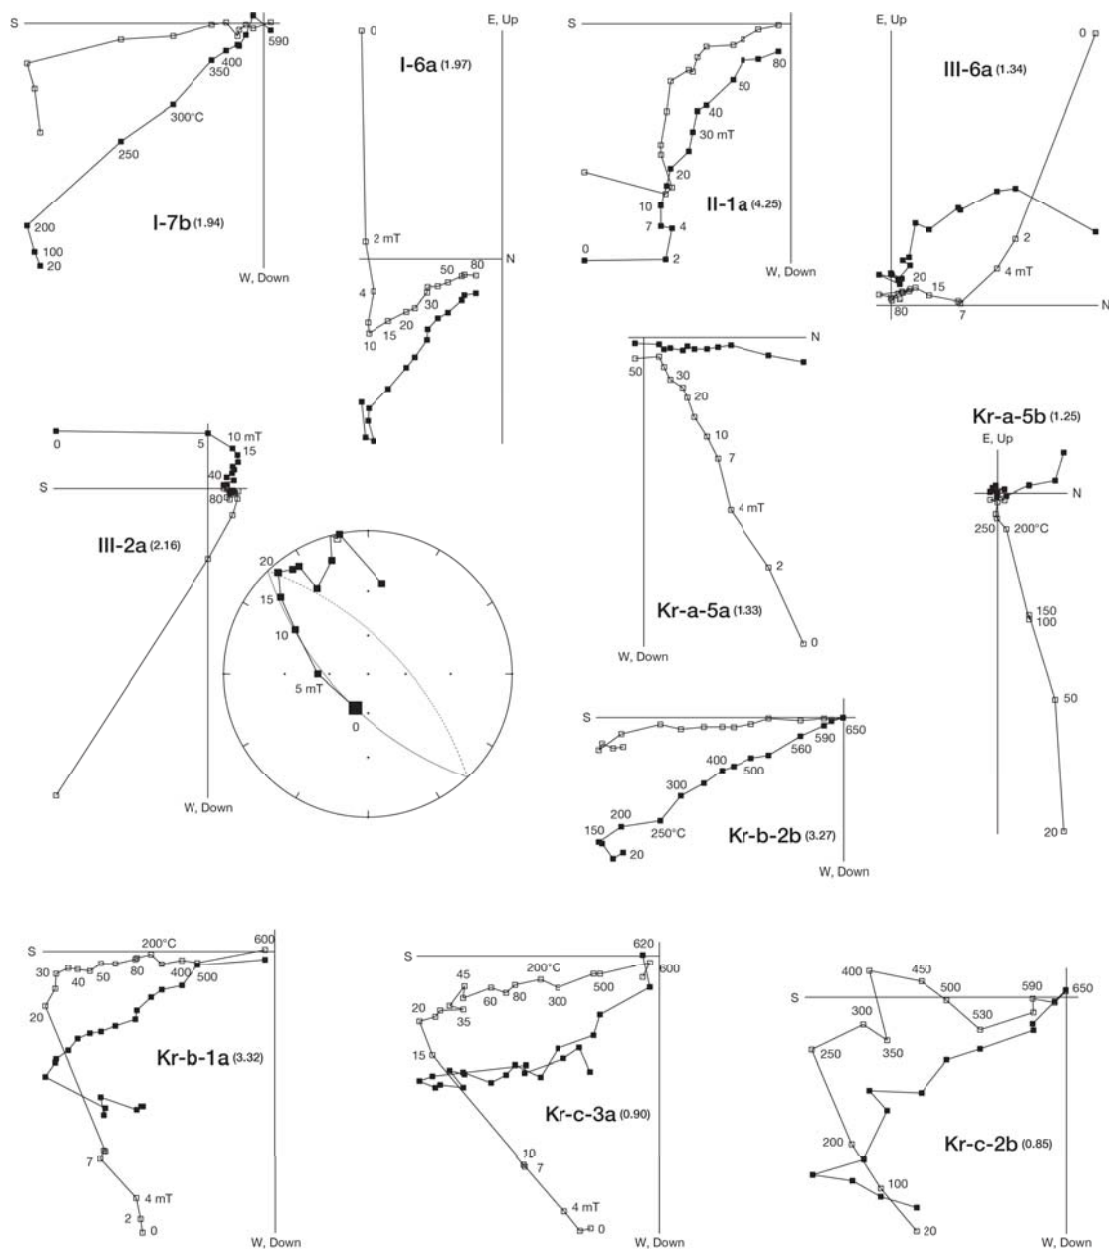 S
590
400
350
300°C
250
I-7b (1.94)
200
100
20
W, Down
E, Up
0
I-6a (1.97)
2 mT
N
4
50
80
30
20
15
10
W, Down
80
50
40
30 mT
20
II-1a (4.25)
10
7
4
0
2
W, Down
E, Up
0
III-6a (1.34)
2
4 mT
20
15
7
80
N
0
5
10 mT
15
40
S
80
III-2a (2.16)
W, Down
20
15
10
5 mT
0
N
50
30
20
10
7
4 mT
2
Kr-a-5a (1.33)
0
W, Down
Kr-a-5b (1.25)
E, Up
N
250
200°C
150
100
50
20
S
650
590
560
500
400
300
200
250°C
150
20
Kr-b-2b (3.27)
W, Down
S
200°C
600
30
40
50
80
400
500
20
Kr-b-1a (3.32)
7
4 mT
2
0
W, Down
S
620
45
200°C
600
60
80
300
500
20
35
15
Kr-c-3a (0.90)
10
7
4 mT
0
W, Down
400
450
S
500
590
650
300
530
250
350
200
Kr-c-2b (0.85)
100
20
W, Down